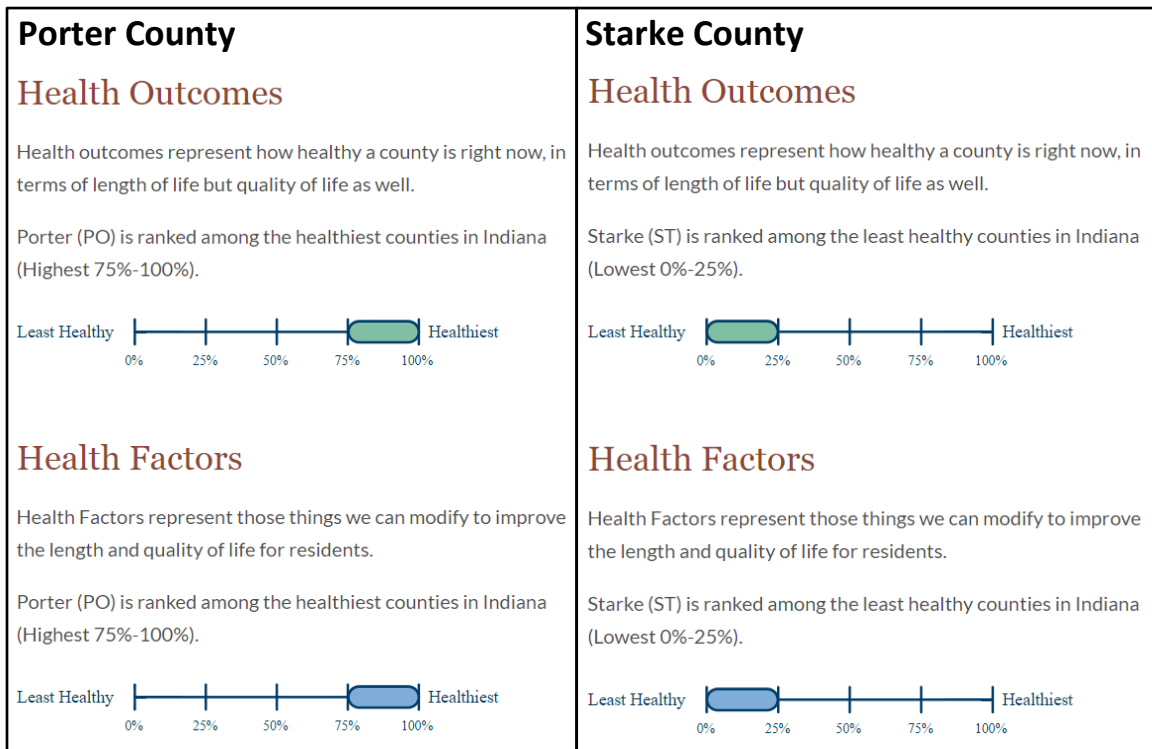 Porter County
Health Outcomes
Health outcomes represent how healthy a county is right now, in
terms of length of life but quality of life as well.
Porter (PO) is ranked among the healthiest counties in Indiana
(Highest 75%-100%).
Least Healthy
Healthiest
0% 25% 50% 75% 100%
Health Factors
Health Factors represent those things we can modify to improve
the length and quality of life for residents.
Porter (PO) is ranked among the healthiest counties in Indiana
(Highest 75%-100%).
Least Healthy
Healthiest
0% 25% 50% 75% 100%
Starke County
Health Outcomes
Health outcomes represent how healthy a county is right now, in
terms of length of life but quality of life as well.
Starke (ST) is ranked among the least healthy counties in Indiana
(Lowest 0%-25%).
Least Healthy
Healthiest
0% 25% 50% 75% 100%
Health Factors
Health Factors represent those things we can modify to improve
the length and quality of life for residents.
Starke (ST) is ranked among the least healthy counties in Indiana
(Lowest 0%-25%).
Least Healthy
Healthiest
0% 25% 50% 75% 100%